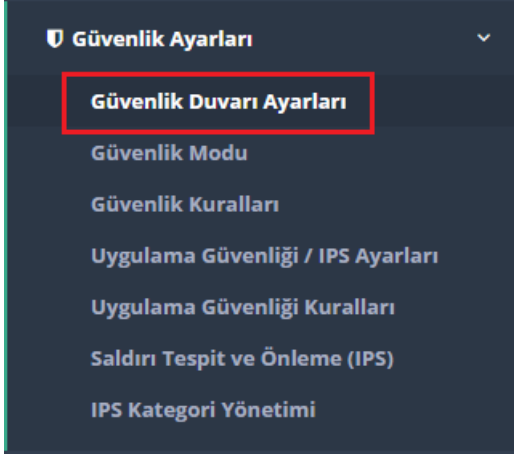 Güvenlik Ayarları
Güvenlik Duvarı Ayarları
Güvenlik Modu
Güvenlik Kuralları
Uygulama Güvenliği / IPS Ayarları
Uygulama Güvenliği Kuralları
Saldırı Tespit ve Önleme (IPS)
IPS Kategori Yönetimi